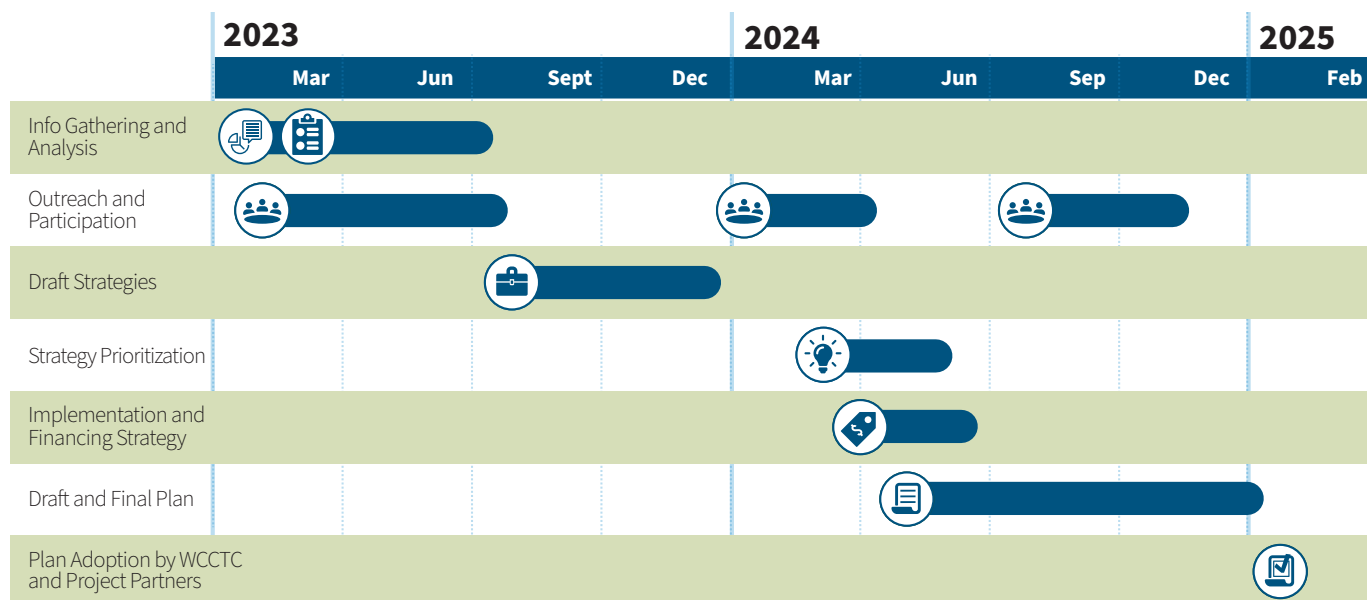 2023 2024 2025
Mar Jun Sept Dec Mar Jun Sep Dec Feb
Info Gathering and
Analysis
Outreach and
Participation
Draft Strategies
Strategy Prioritization
Implementation and
Financing Strategy
Draft and Final Plan
Plan Adoption by WCCTC
and Project Partners